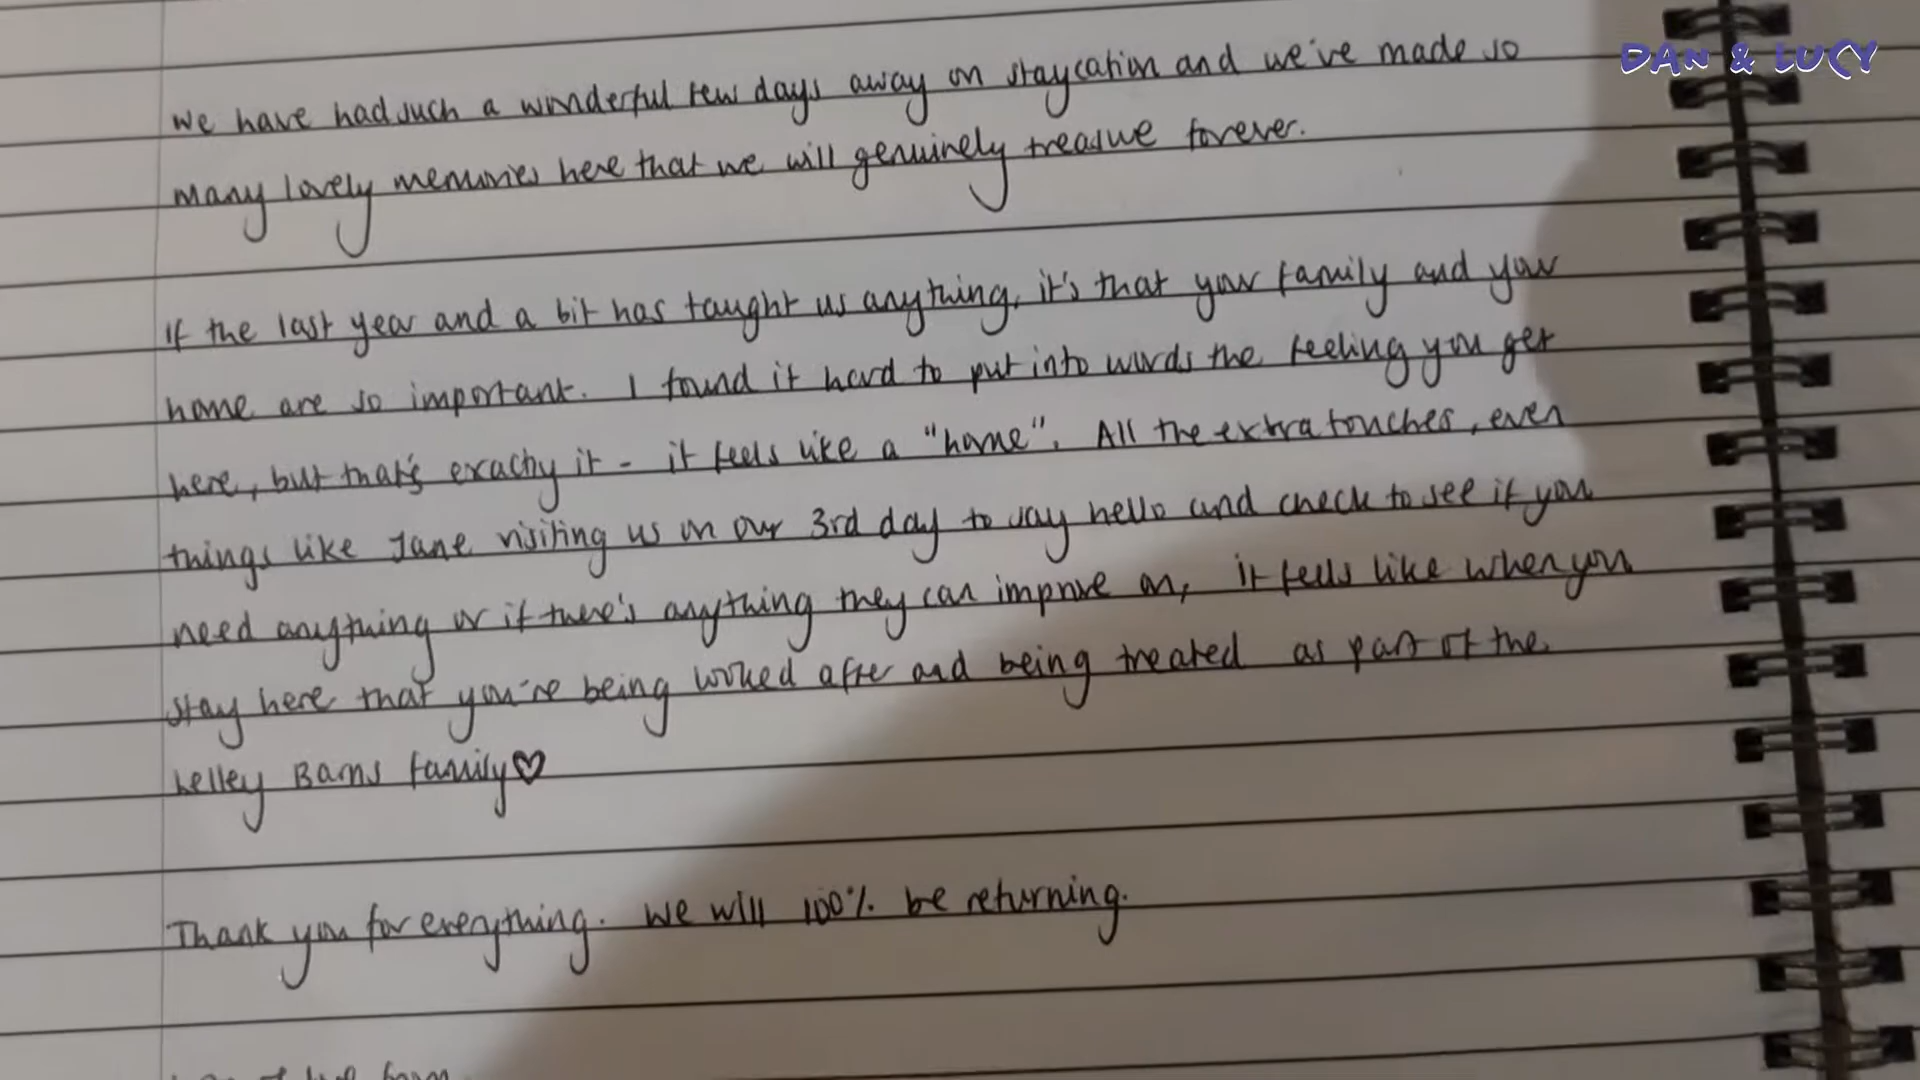 DAN & LUCY
We have had such a wonderful few days away on staycation and we've made so
many lovely memories here that we will genuinely treasure forever.
If the last year and a bit has taught us anything, it's that your family and your
home are so important. I found it hard to put into words the feeling you get
here, but that's exactly it - it feels like a "home". All the extra touches, even
things like Jane visiting us on our 3rd day to say hello and check to see if you
need anything or if there's anything they can improve on, it feels like when you
stay here that you're being looked after and being treated as part of the
Kelley Barns family♡
Thank you for everything. We will 100% be returning.